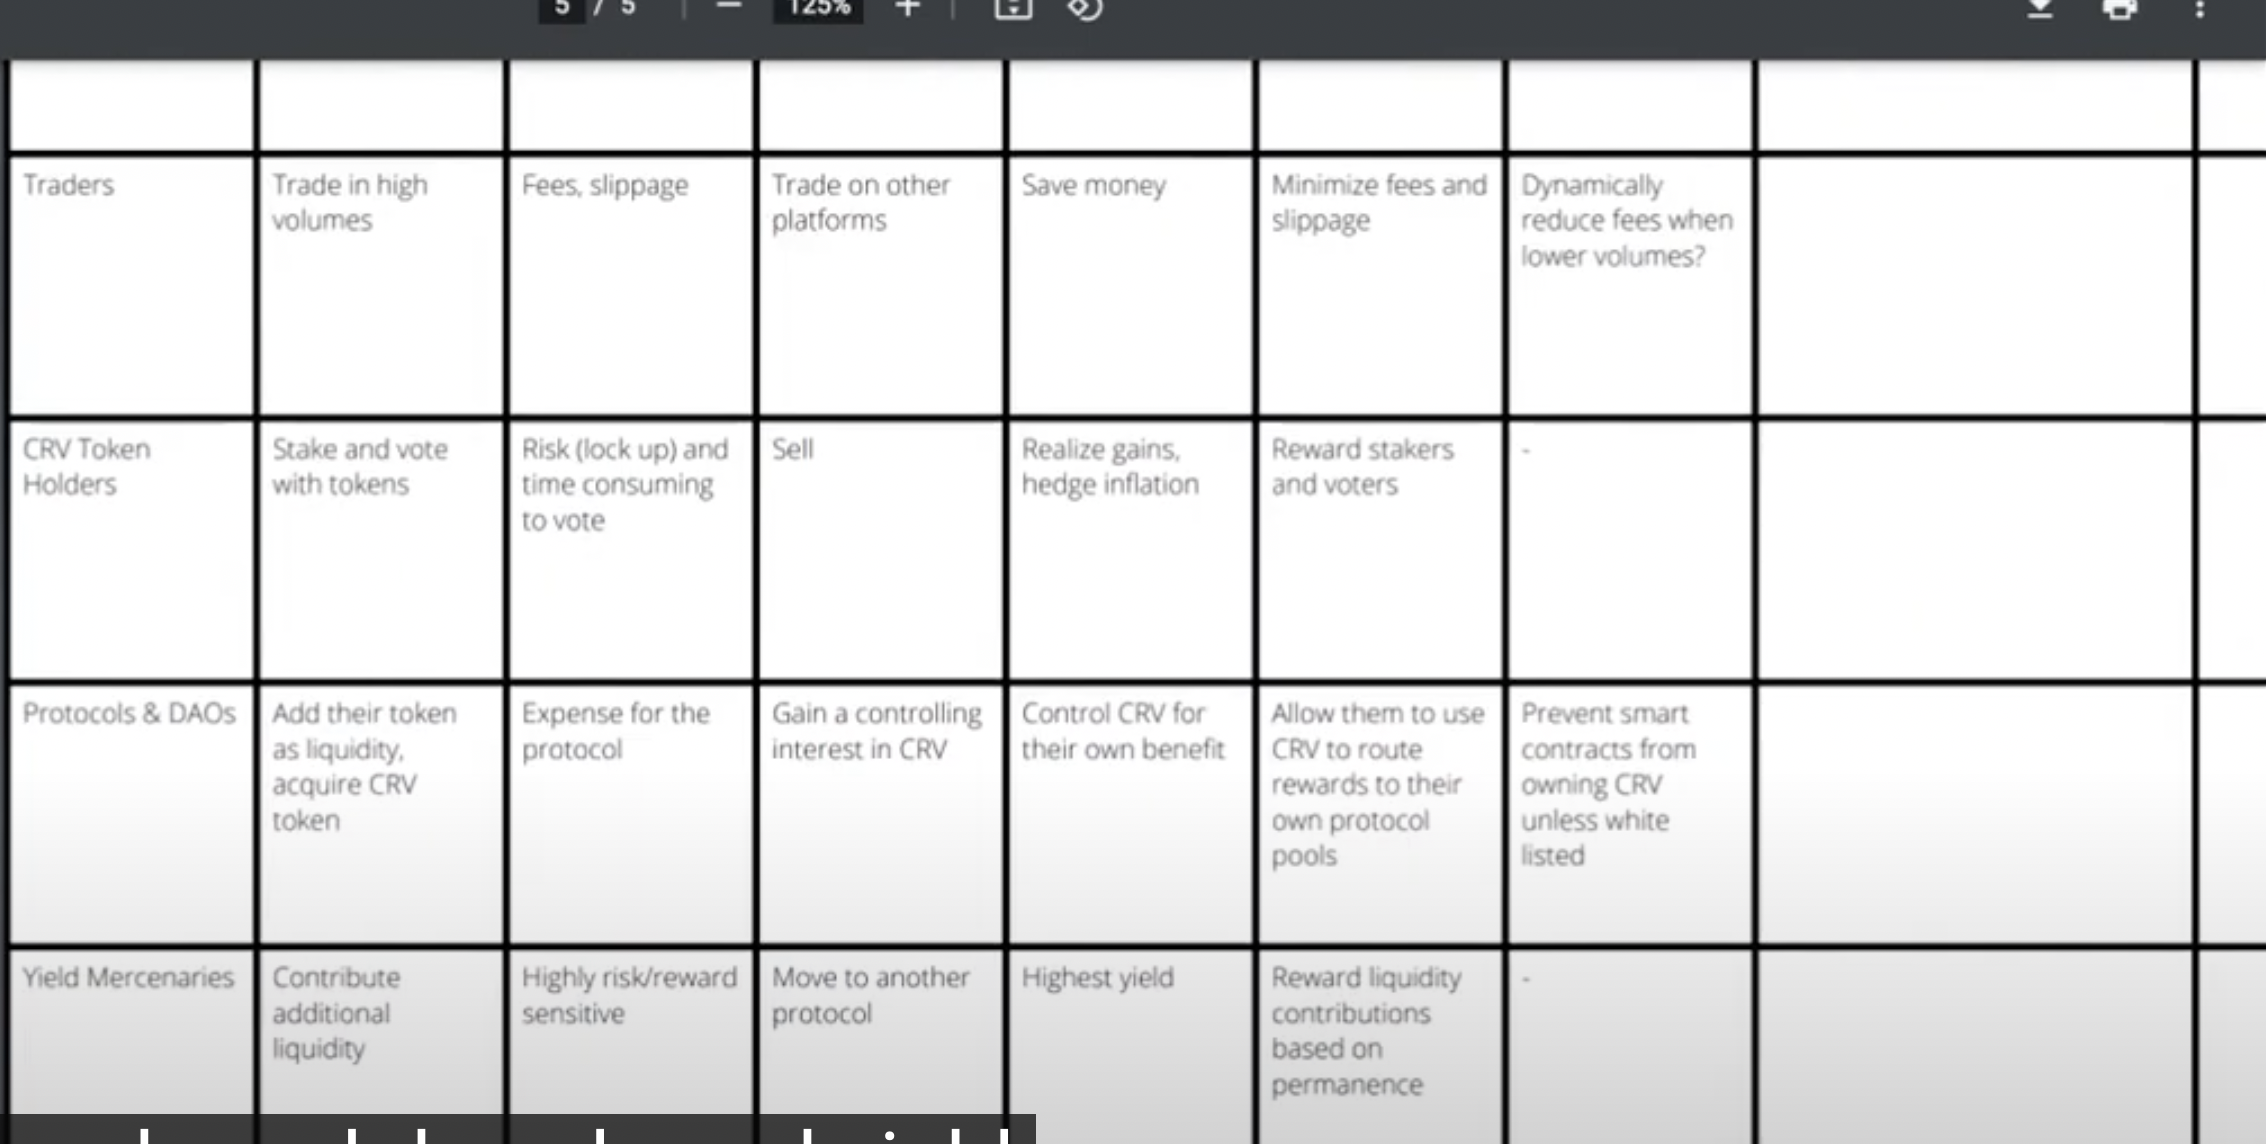 5 / 5 125%
Traders
Trade in high
volumes
Fees, slippage
Trade on other
platforms
Save money
Minimize fees and
slippage
Dynamically
reduce fees when
lower volumes?
CRV Token
Holders
Stake and vote
with tokens
Risk (lock up) and
time consuming
to vote
Sell
Realize gains,
hedge inflation
Reward stakers
and voters
-
Protocols & DAOs
Add their token
as liquidity,
acquire CRV
token
Expense for the
protocol
Gain a controlling
interest in CRV
Control CRV for
their own benefit
Allow them to use
CRV to route
rewards to their
own protocol
pools
Prevent smart
contracts from
owning CRV
unless white
listed
Yield Mercenaries
Contribute
additional
liquidity
Highly risk/reward
sensitive
Move to another
protocol
Highest yield
Reward liquidity
contributions
based on
permanence
-